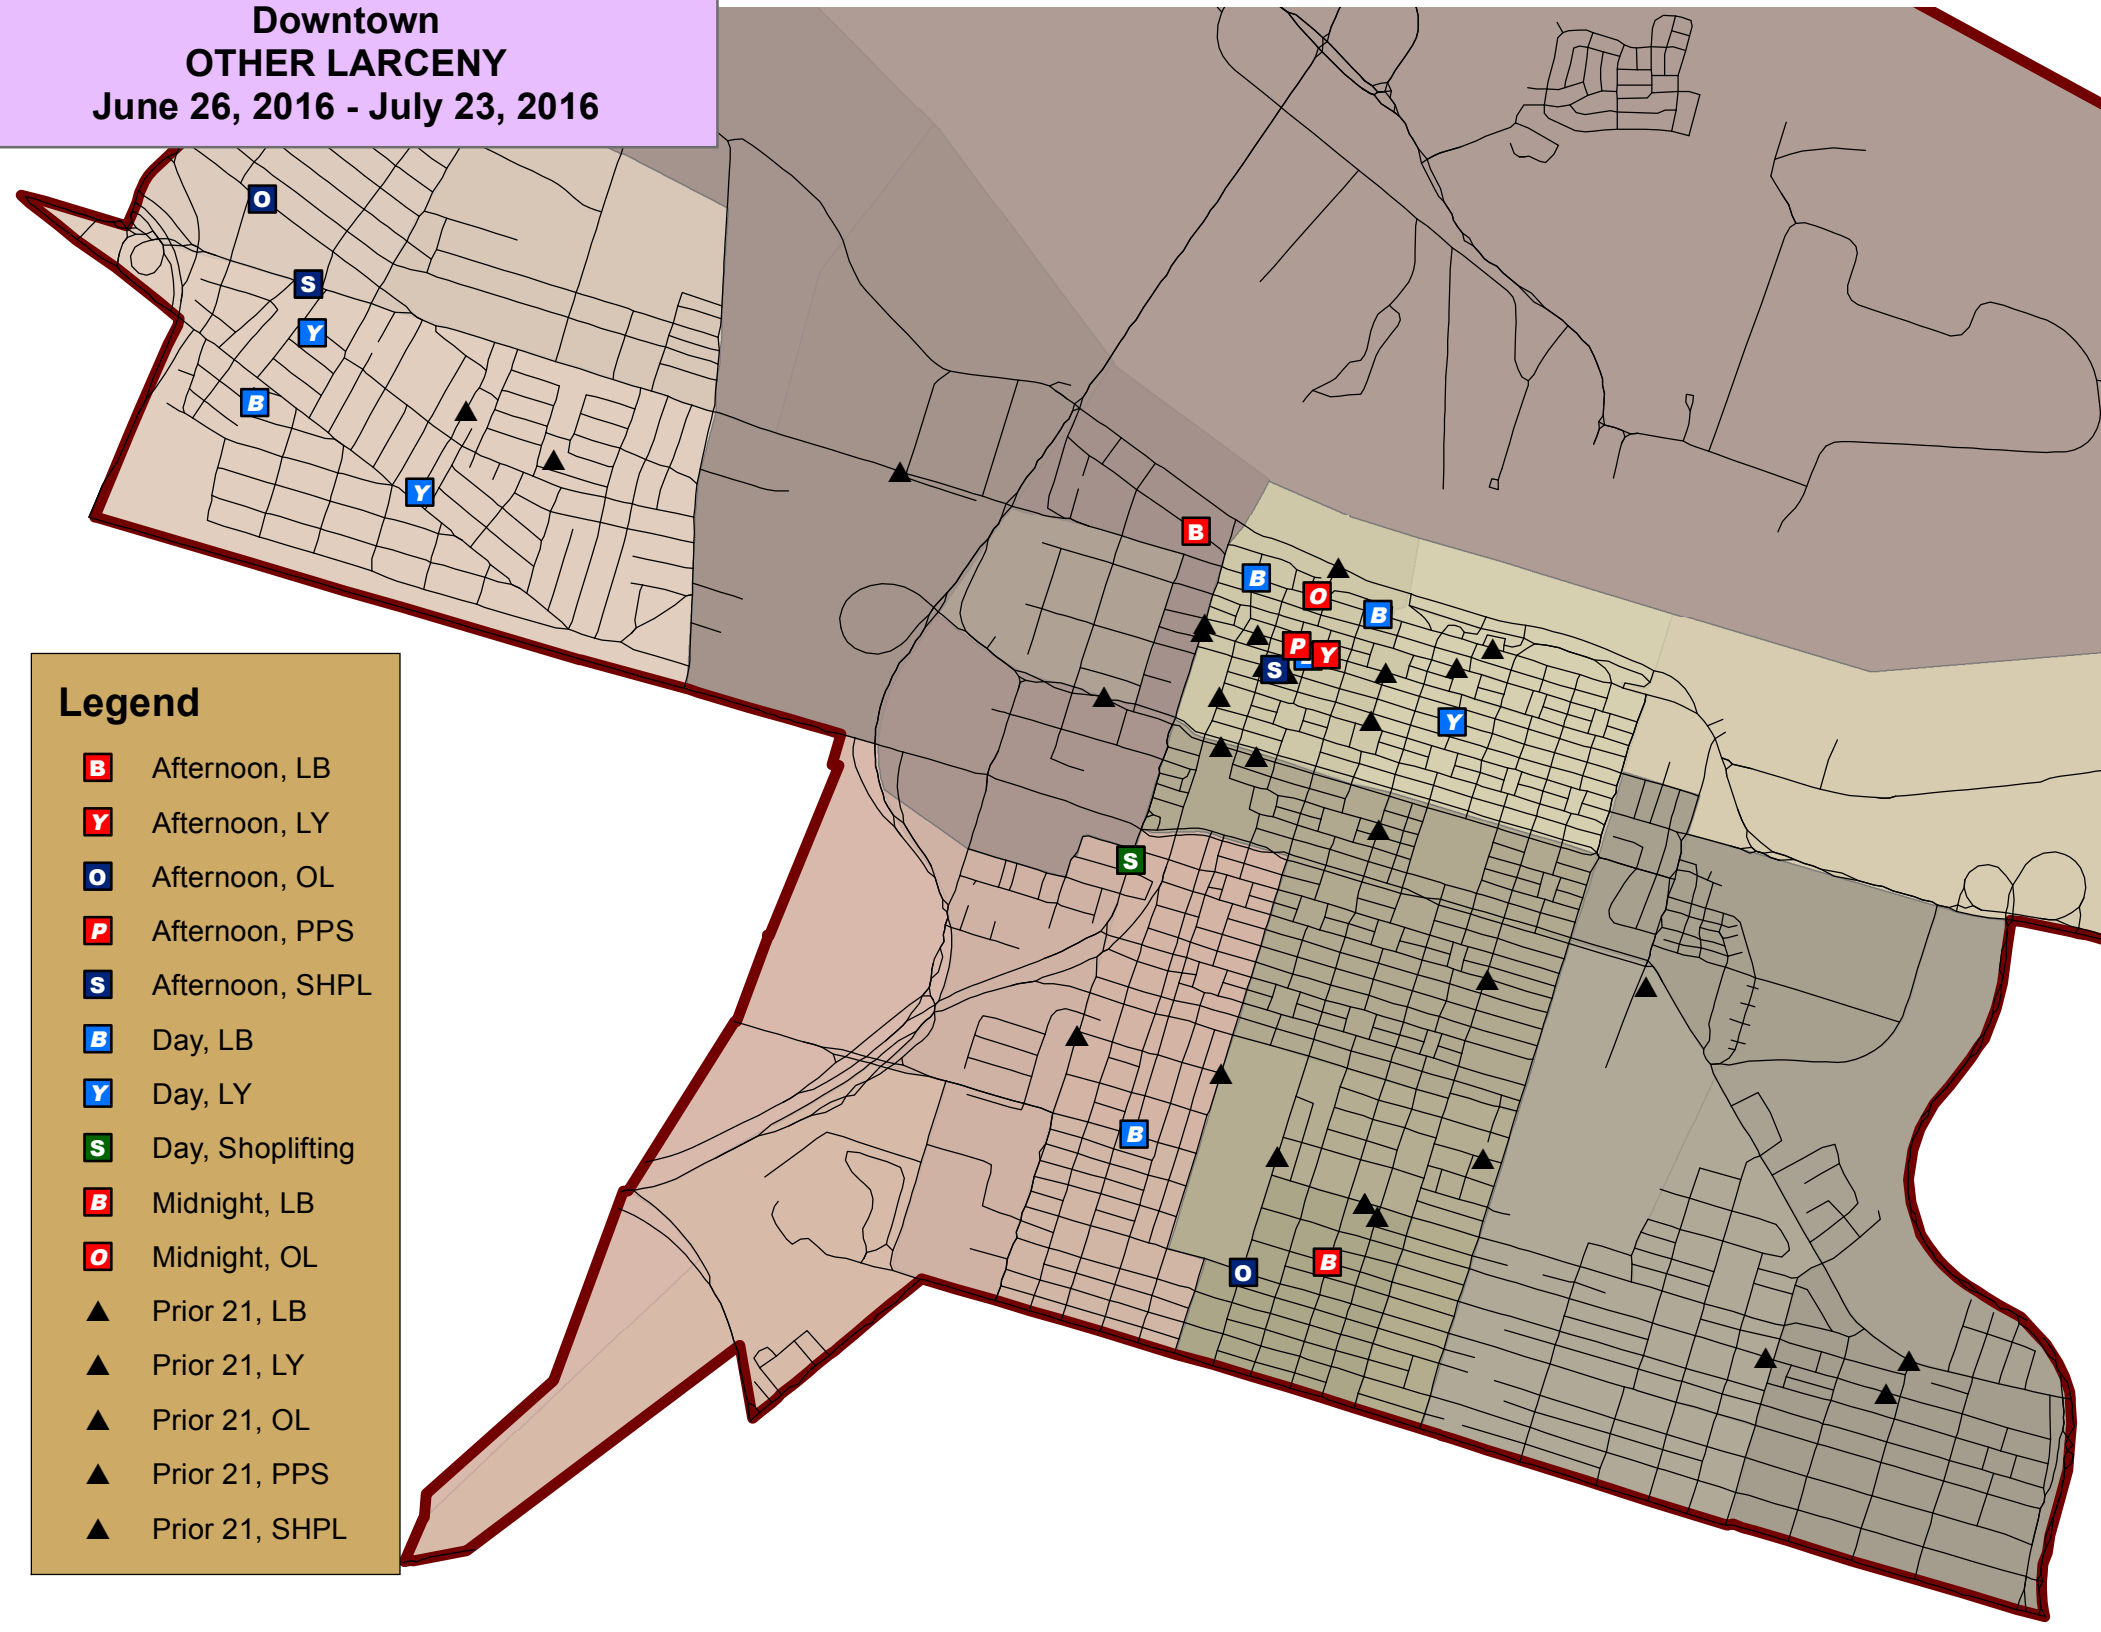 Downtown
OTHER LARCENY
June 26, 2016 - July 23, 2016
O
S
Y
B
Y
B
B
O
B
P
Y
S
Y
S
B
O
B
Legend
B Afternoon, LB
Y Afternoon, LY
O Afternoon, OL
P Afternoon, PPS
S Afternoon, SHPL
B Day, LB
Y Day, LY
S Day, Shoplifting
B Midnight, LB
O Midnight, OL
Prior 21, LB
Prior 21, LY
Prior 21, OL
Prior 21, PPS
Prior 21, SHPL